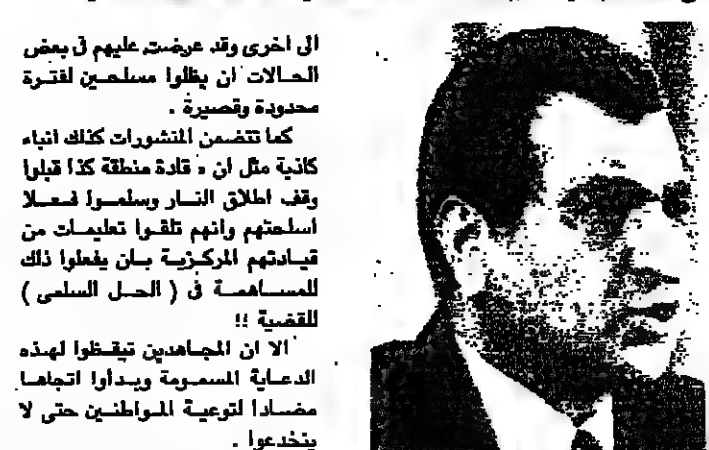 الى اخرى وقد عرضت عليهم في بعض
الحالات ان يظلوا مسلحين لفترة
محدودة وقصيرة .
كما تتضمن المنشورات كذلك انباء
كاذبة مثل ان « قادة منطقة كذا قبلوا
وقف اطلاق النار وسلموا فعلا
اسلحتهم وانهم تلقوا تعليمات من
قيادتهم المركزية بان يفعلوا ذلك
للمساهمة في ( الحل السلمى )
للقضية !!
الا ان المجاهدين تيقظوا لهذه
الدعاية المسمومة وبدأوا اتجاها
مضادا لتوعية المواطنين حتى لا
ينخدعوا .